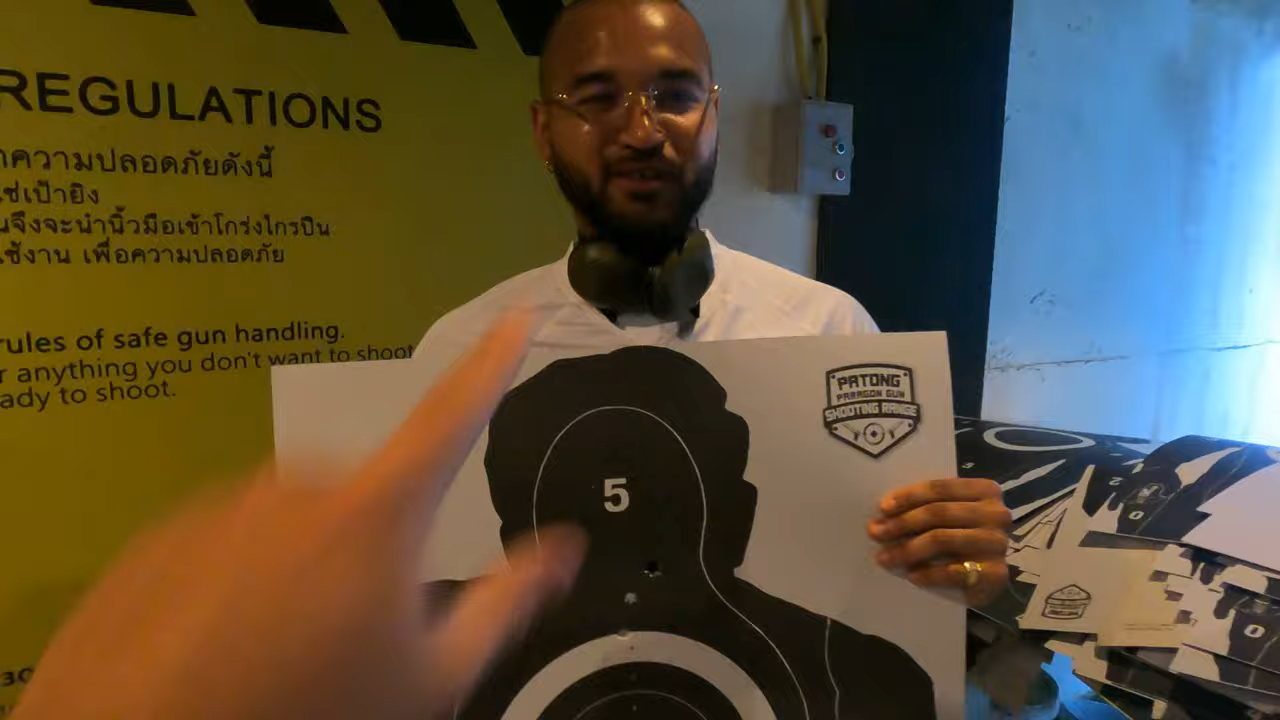 REGULATIONS
ความปลอดภัยดังนี้
ช่เป้ายิง
จึงจะนำนิ้วมือเข้าโกร่งไกรปืน
ช้งาน เพื่อความปลอดภัย
rules of safe gun handling.
r anything you don't want to shoot
ady to shoot.
PATONG
PARAGON GUN
SHOOTING RANGE
5
2
0
0